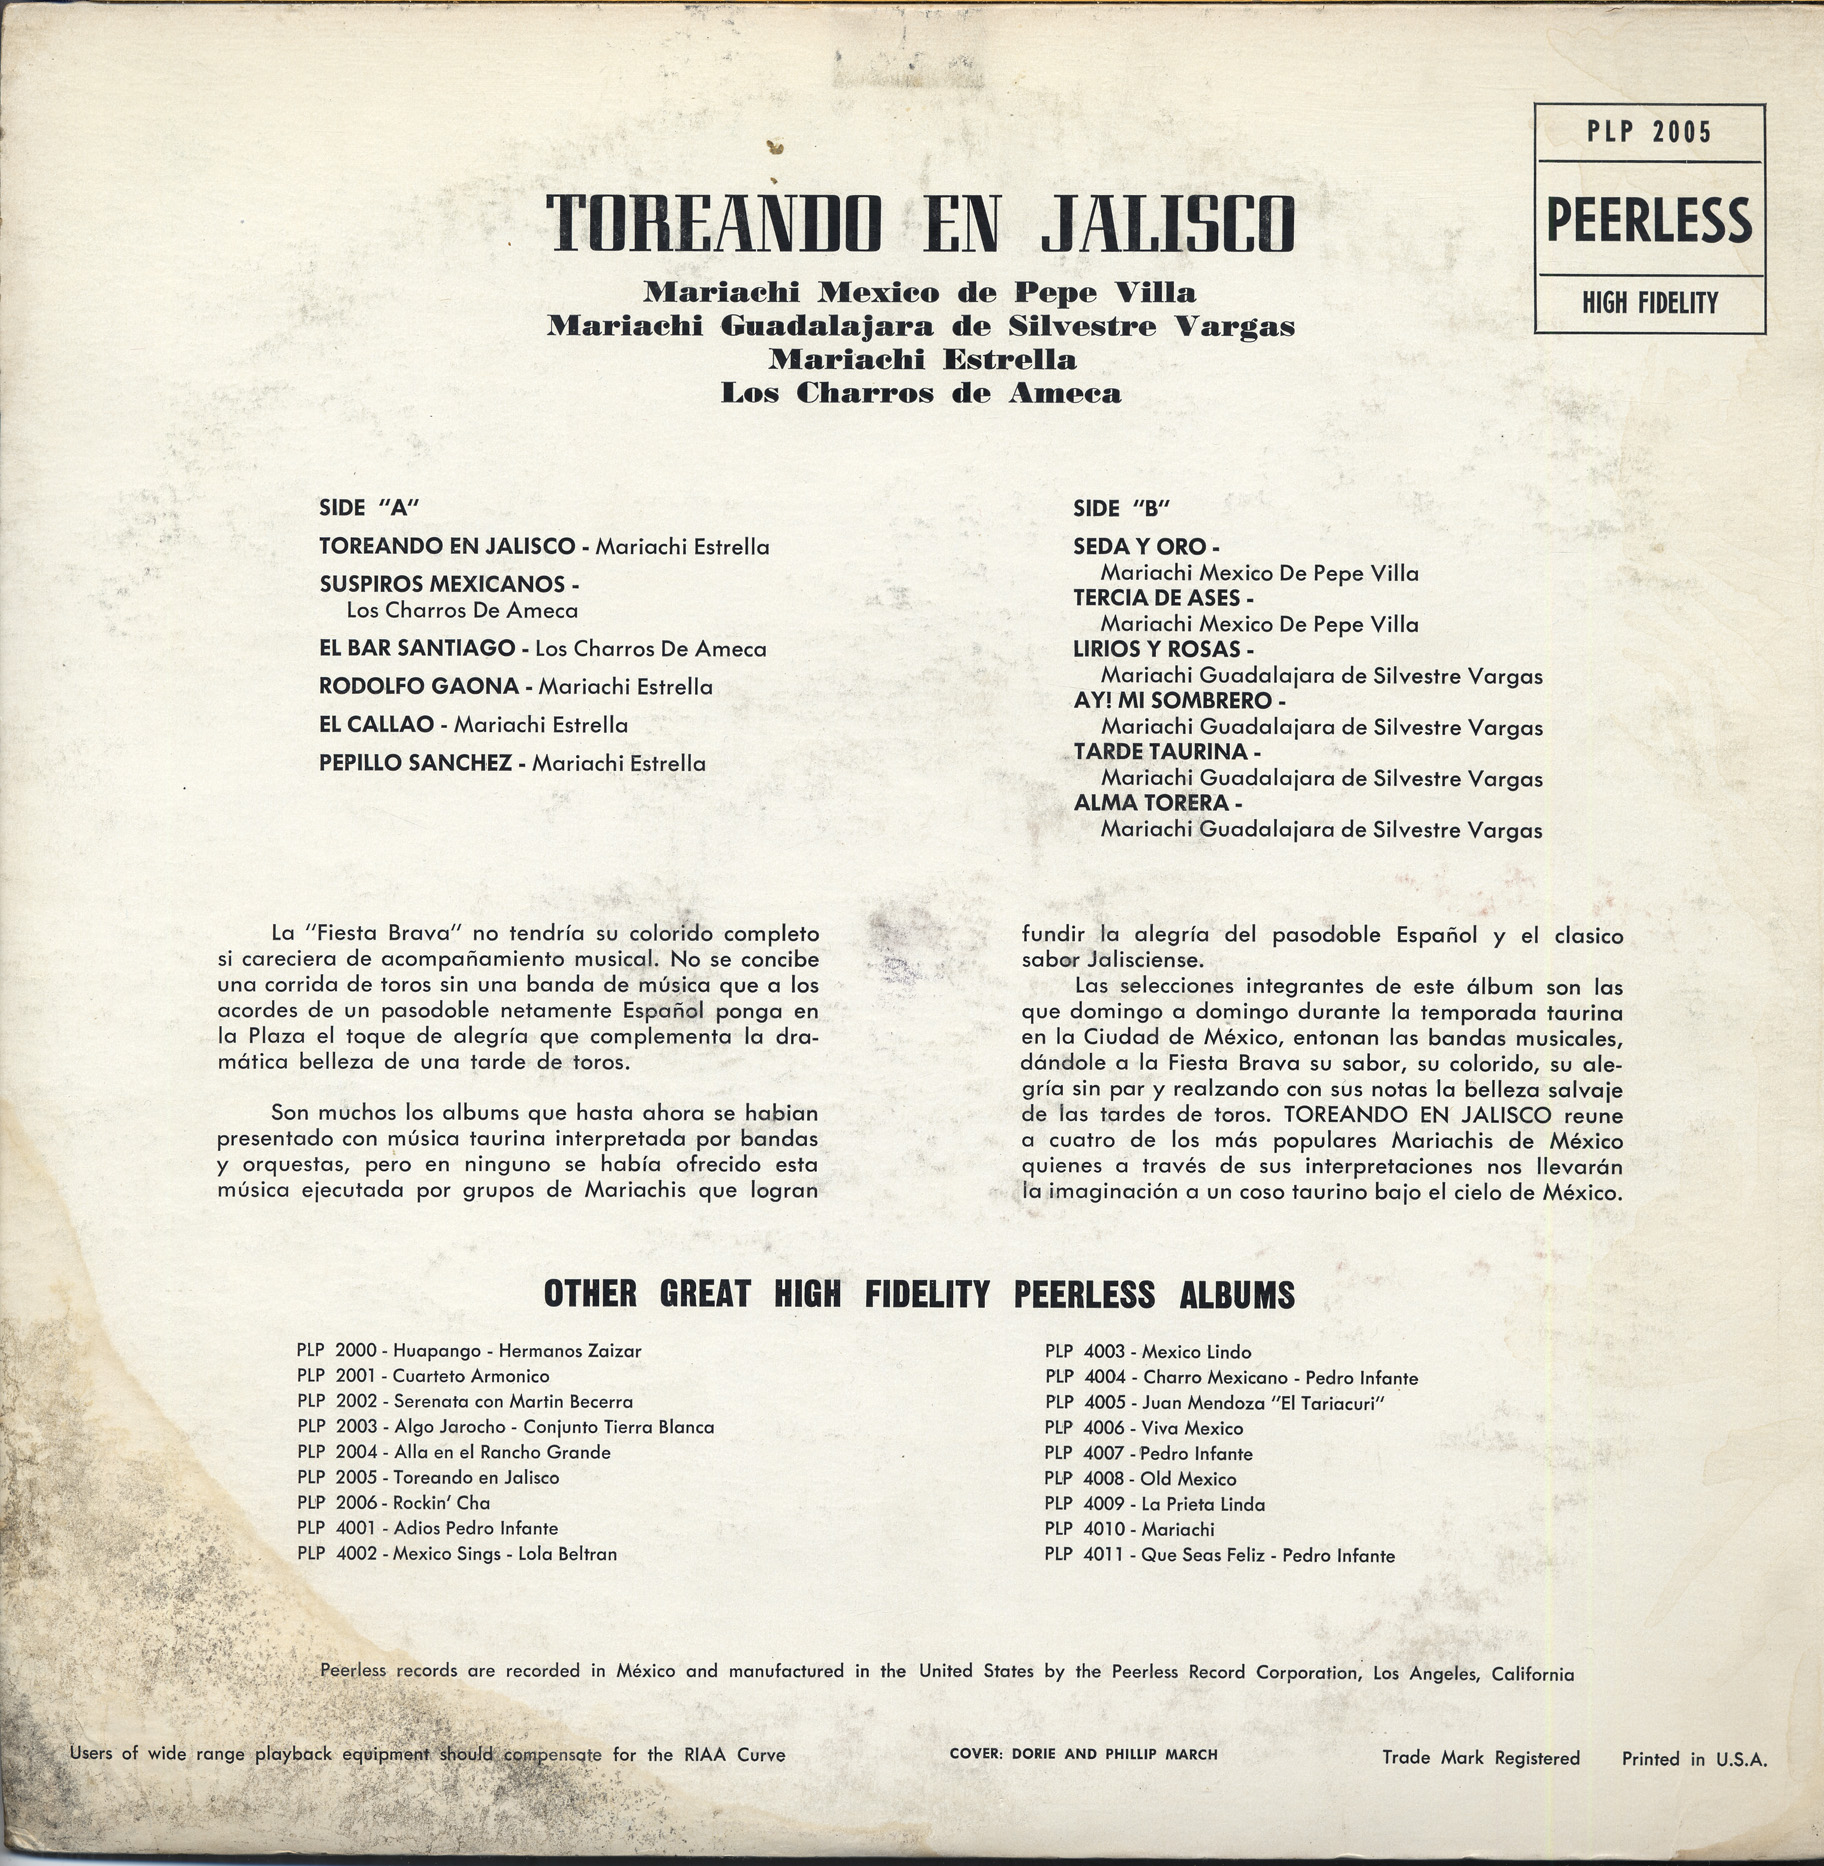 PLP 2005
PEERLESS
HIGH FIDELITY
TOREANDO EN JALISCO
Mariachi Mexico de Pepe Villa
Mariachi Guadalajara de Silvestre Vargas
Mariachi Estrella
Los Charros de Ameca
SIDE "A"
TOREANDO EN JALISCO - Mariachi Estrella
SUSPIROS MEXICANOS -
Los Charros De Ameca
EL BAR SANTIAGO - Los Charros De Ameca
RODOLFO GAONA - Mariachi Estrella
EL CALLAO - Mariachi Estrella
PEPILLO SANCHEZ - Mariachi Estrella
SIDE "B"
SEDA Y ORO -
Mariachi Mexico De Pepe Villa
TERCIA DE ASES -
Mariachi Mexico De Pepe Villa
LIRIOS Y ROSAS -
Mariachi Guadalajara de Silvestre Vargas
AY! MI SOMBRERO -
Mariachi Guadalajara de Silvestre Vargas
TARDE TAURINA -
Mariachi Guadalajara de Silvestre Vargas
ALMA TORERA -
Mariachi Guadalajara de Silvestre Vargas
La "Fiesta Brava" no tendría su colorido completo
si careciera de acompañamiento musical. No se concibe
una corrida de toros sin una banda de música que a los
acordes de un pasodoble netamente Español ponga en
la Plaza el toque de alegría que complementa la dra-
mática belleza de una tarde de toros.
Son muchos los albums que hasta ahora se habian
presentado con música taurina interpretada por bandas
y orquestas, pero en ninguno se había ofrecido esta
música ejecutada por grupos de Mariachis que logran
fundir la alegría del pasodoble Español y el clasico
sabor Jalisciense.
Las selecciones integrantes de este álbum son las
que domingo a domingo durante la temporada taurina
en la Ciudad de México, entonan las bandas musicales,
dándole a la Fiesta Brava su sabor, su colorido, su ale-
gría sin par y realzando con sus notas la belleza salvaje
de las tardes de toros. TOREANDO EN JALISCO reune
a cuatro de los más populares Mariachis de México
quienes a través de sus interpretaciones nos llevarán
la imaginación a un coso taurino bajo el cielo de México.
OTHER GREAT HIGH FIDELITY PEERLESS ALBUMS
PLP 2000 - Huapango - Hermanos Zaizar
PLP 2001 - Cuarteto Armonico
PLP 2002 - Serenata con Martin Becerra
PLP 2003 - Algo Jarocho - Conjunto Tierra Blanca
PLP 2004 - Alla en el Rancho Grande
PLP 2005 - Toreando en Jalisco
PLP 2006 - Rockin' Cha
PLP 4001 - Adios Pedro Infante
PLP 4002 - Mexico Sings - Lola Beltran
PLP 4003 - Mexico Lindo
PLP 4004 - Charro Mexicano - Pedro Infante
PLP 4005 - Juan Mendoza "El Tariacuri"
PLP 4006 - Viva Mexico
PLP 4007 - Pedro Infante
PLP 4008 - Old Mexico
PLP 4009 - La Prieta Linda
PLP 4010 - Mariachi
PLP 4011 - Que Seas Feliz - Pedro Infante
Peerless records are recorded in México and manufactured in the United States by the Peerless Record Corporation, Los Angeles, California
Users of wide range playback equipment should compensate for the RIAA Curve
COVER: DORIE AND PHILLIP MARCH
Trade Mark Registered Printed in U.S.A.